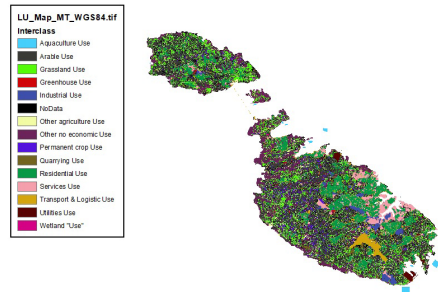 LU_Map_MT_WGS84.tif
Interclass
Aquaculture Use
Arable Use
Grassland Use
Greenhouse Use
Industrial Use
NoData
Other agriculture Use
Other no economic Use
Permanent crop Use
Quarrying Use
Residential Use
Services Use
Transport & Logistic Use
Utilities Use
Wetland "Use"